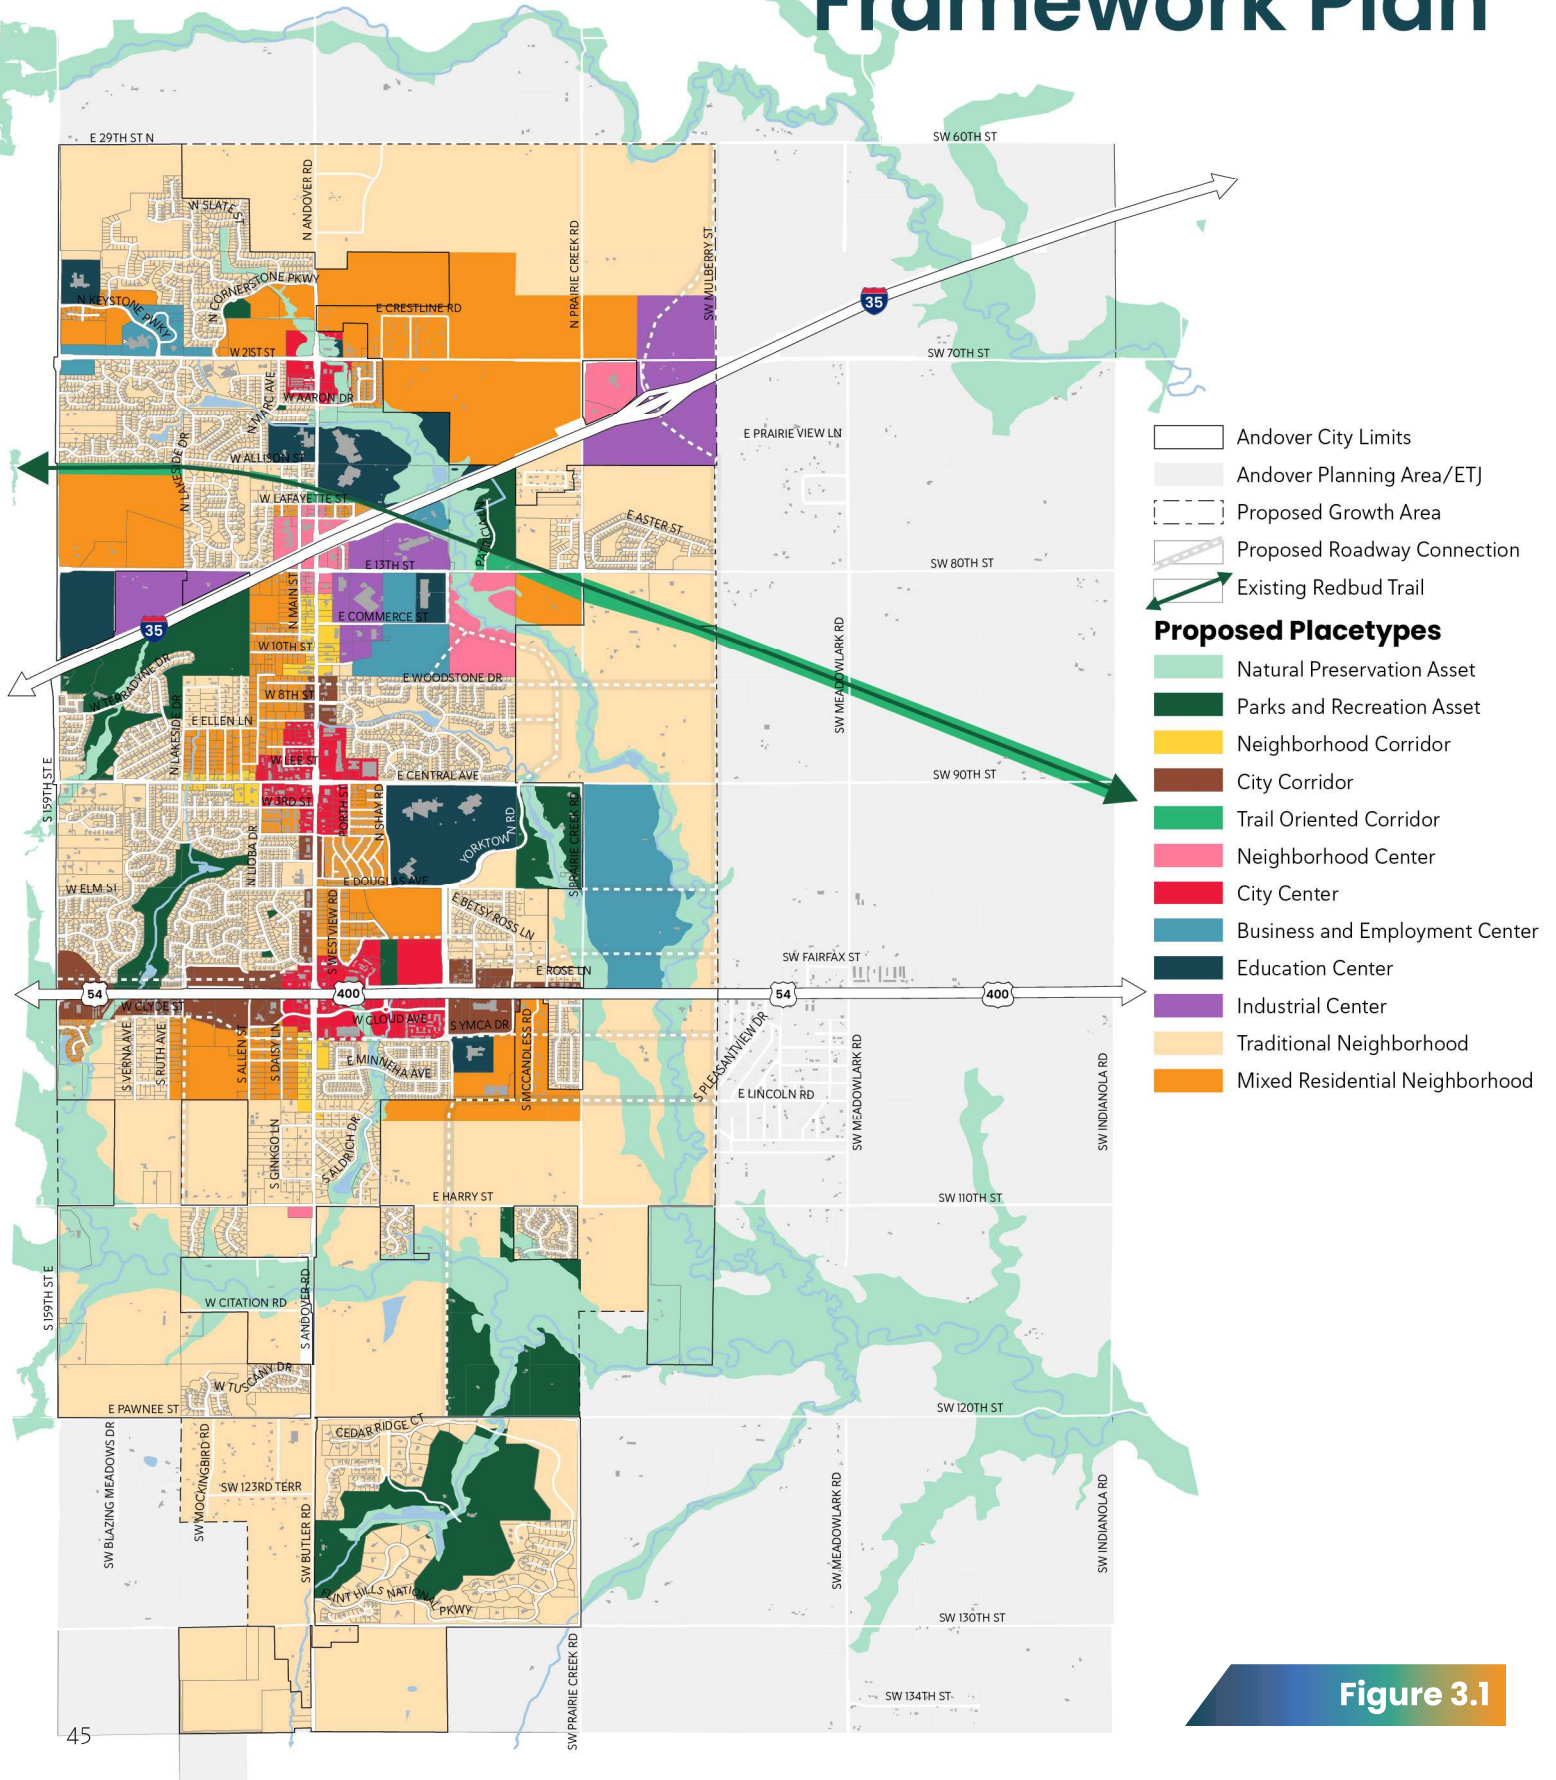 Framework Plan
E 29TH ST N
SW 60TH ST
N ANDOVER RD
W SLATE ST
N PRAIRIE CREEK RD
SW MULBERRY ST
N CORNERSTONE PKWY
N KEYSTONE PWKY
E CRESTLINE RD
35
W 21ST ST
SW 70TH ST
N MARC AVE
W AARON DR
E PRAIRIE VIEW LN
N LAKESIDE DR
W ALLISON ST
W LAFAYETTE ST
E ASTER ST
E 13TH ST
SW 80TH ST
N MAIN ST
E COMMERCE ST
35
W 10TH ST
SW MEADOWLARK RD
W TERRADYNE DR
E WOODSTONE DR
W 8TH ST
N LAKESIDE DR
E ELLEN LN
W LEE ST
E CENTRAL AVE
SW 90TH ST
S 159TH ST E
W 3RD ST
N SHAY RD
YORKTOWN RD
S PRAIRIE CREEK RD
N LIOBA DR
W ELM ST
E DOUGLAS AVE
E BETSY ROSS LN
S WESTVIEW RD
SW FAIRFAX ST
E ROSE LN
54
400
54
400
W CLYDE ST
W CLOUD AVE
S YMCA DR
S VERNA AVE
S RUTH AVE
S ALLEN ST
S DAISY LN
E MINNEHA AVE
S MCCANDLESS RD
S PLEASANTVIEW DR
E LINCOLN RD
SW MEADOWLARK RD
SW INDIANOLA RD
S GINKGO LN
S ALDRICH DR
E HARRY ST
SW 110TH ST
S 159TH ST E
W CITATION RD
S ANDOVER RD
W TUSCANY DR
E PAWNEE ST
SW 120TH ST
CEDAR RIDGE CT
SW BLAZING MEADOWS DR
SW MOCKINGBIRD RD
SW 123RD TERR
SW BUTLER RD
SW MEADOWLARK RD
SW INDIANOLA RD
FLINT HILLS NATIONAL PKWY
SW 130TH ST
SW PRAIRIE CREEK RD
SW 134TH ST
45
Andover City Limits
Andover Planning Area/ETJ
Proposed Growth Area
Proposed Roadway Connection
Existing Redbud Trail
Proposed Placetypes
Natural Preservation Asset
Parks and Recreation Asset
Neighborhood Corridor
City Corridor
Trail Oriented Corridor
Neighborhood Center
City Center
Business and Employment Center
Education Center
Industrial Center
Traditional Neighborhood
Mixed Residential Neighborhood
Figure 3.1